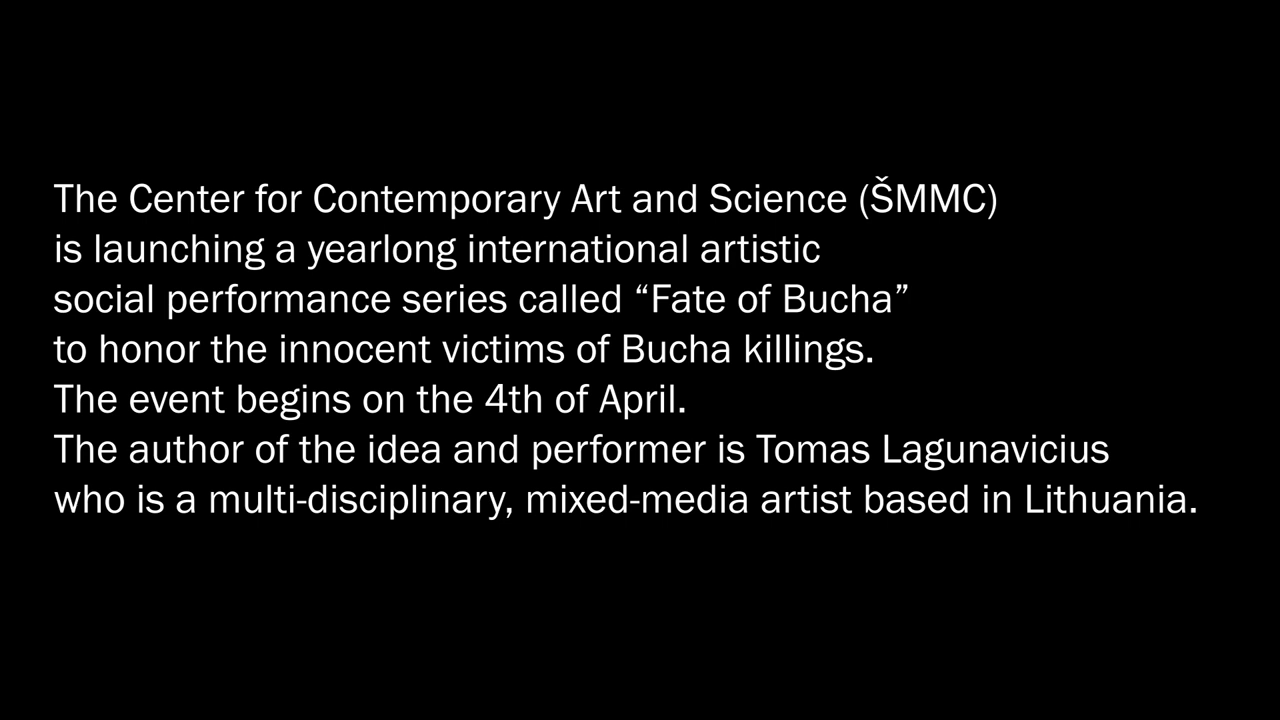 The Center for Contemporary Art and Science (ŠMMC)
is launching a yearlong international artistic
social performance series called “Fate of Bucha”
to honor the innocent victims of Bucha killings.
The event begins on the 4th of April.
The author of the idea and performer is Tomas Lagunavicius
who is a multi-disciplinary, mixed-media artist based in Lithuania.